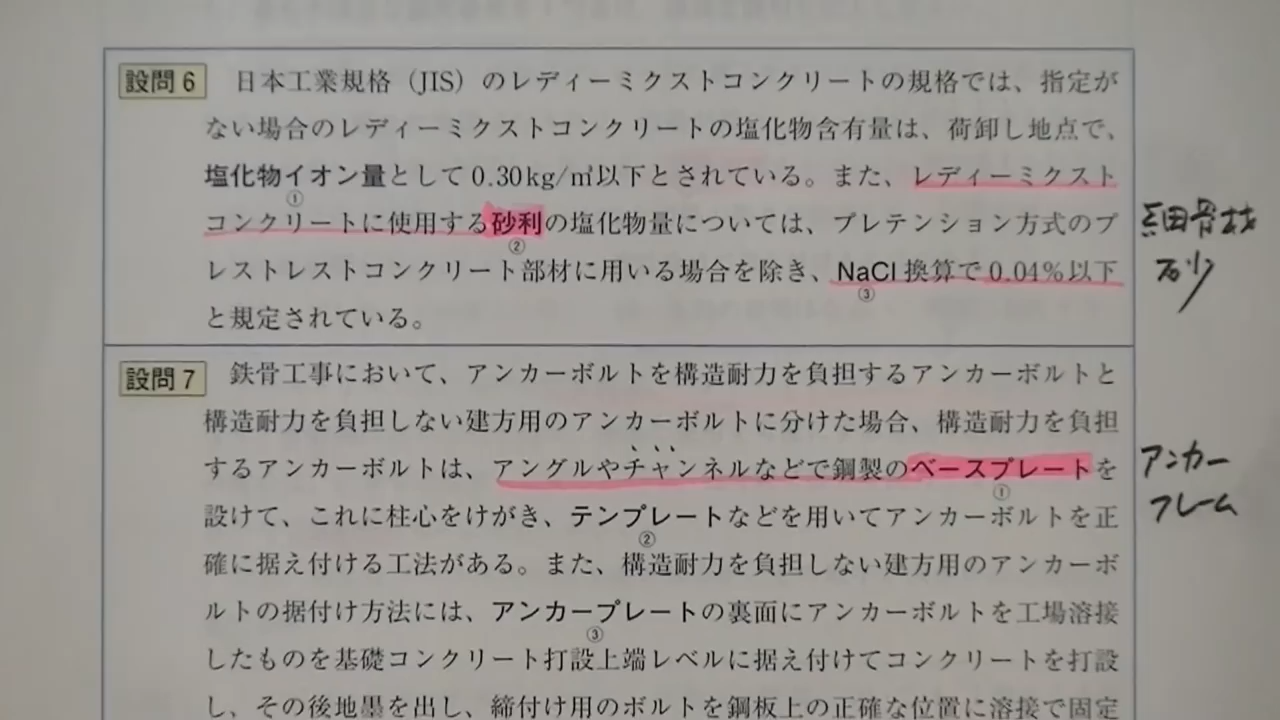 設問6 日本工業規格（JIS）のレディーミクストコンクリートの規格では、指定が
ない場合のレディーミクストコンクリートの塩化物含有量は、荷卸し地点で、
塩化物イオン量として0.30kg/㎥以下とされている。また、レディーミクスト
①
コンクリートに使用する砂利の塩化物量については、プレテンション方式のプ
②
レストレストコンクリート部材に用いる場合を除き、NaCl換算で0.04%以下
③
と規定されている。
細骨材
砂
設問7 鉄骨工事において、アンカーボルトを構造耐力を負担するアンカーボルトと
構造耐力を負担しない建方用のアンカーボルトに分けた場合、構造耐力を負担
するアンカーボルトは、アングルやチャンネルなどで鋼製のベースプレートを
①
設けて、これに柱心をけがき、テンプレートなどを用いてアンカーボルトを正
②
確に据え付ける工法がある。また、構造耐力を負担しない建方用のアンカーボ
ルトの据付け方法には、アンカープレートの裏面にアンカーボルトを工場溶接
③
したものを基礎コンクリート打設上端レベルに据え付けてコンクリートを打設
し、その後地墨を出し、締付け用のボルトを鋼板上の正確な位置に溶接で固定
アンカー
フレーム